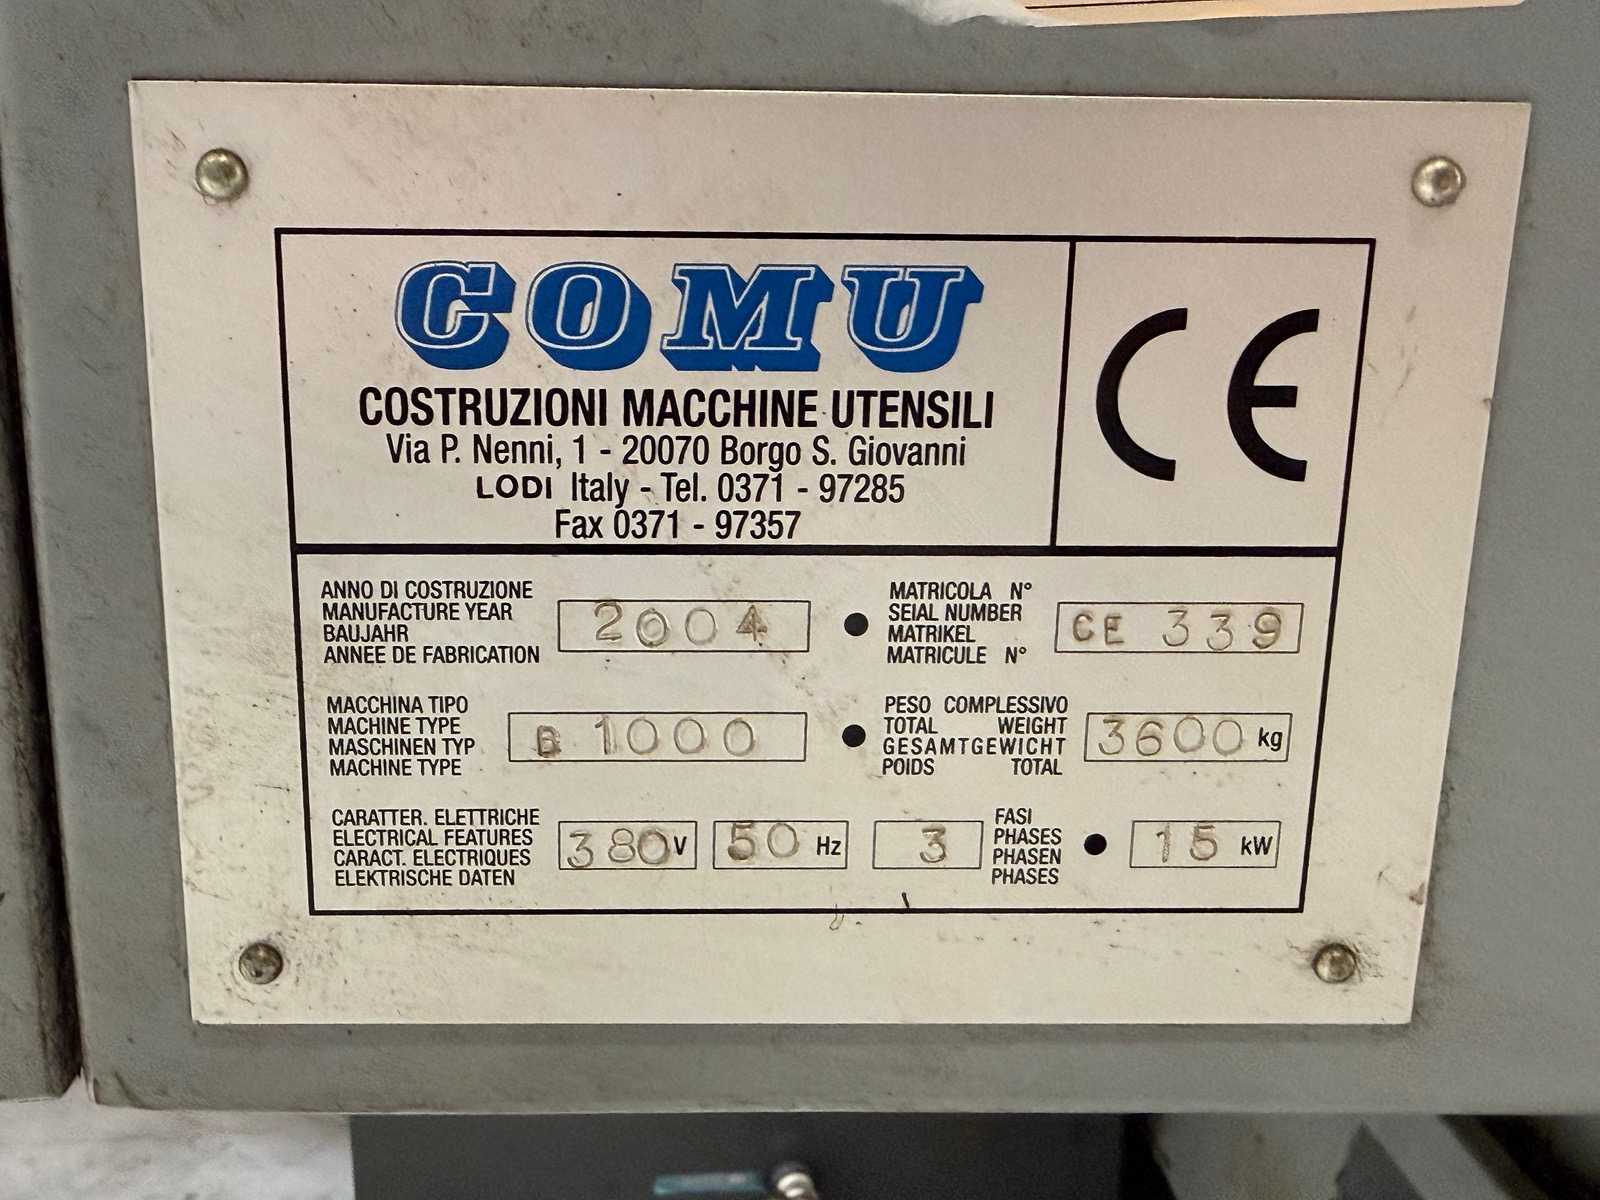 COMU
CE
COSTRUZIONI MACCHINE UTENSILI
Via P. Nenni, 1 - 20070 Borgo S. Giovanni
LODI Italy - Tel. 0371 - 97285
Fax 0371 - 97357
ANNO DI COSTRUZIONE
MANUFACTURE YEAR
BAUJAHR
ANNEE DE FABRICATION
2004
MATRICOLA N°
SEIAL NUMBER
MATRIKEL
MATRICULE N°
CE 339
MACCHINA TIPO
MACHINE TYPE
MASCHINEN TYP
MACHINE TYPE
B 1000
PESO COMPLESSIVO
TOTAL WEIGHT
GESAMTGEWICHT
POIDS TOTAL
3600 kg
CARATTER. ELETTRICHE
ELECTRICAL FEATURES
CARACT. ELECTRIQUES
ELEKTRISCHE DATEN
380 V
50 Hz
3
FASI
PHASES
PHASEN
PHASES
15 kW